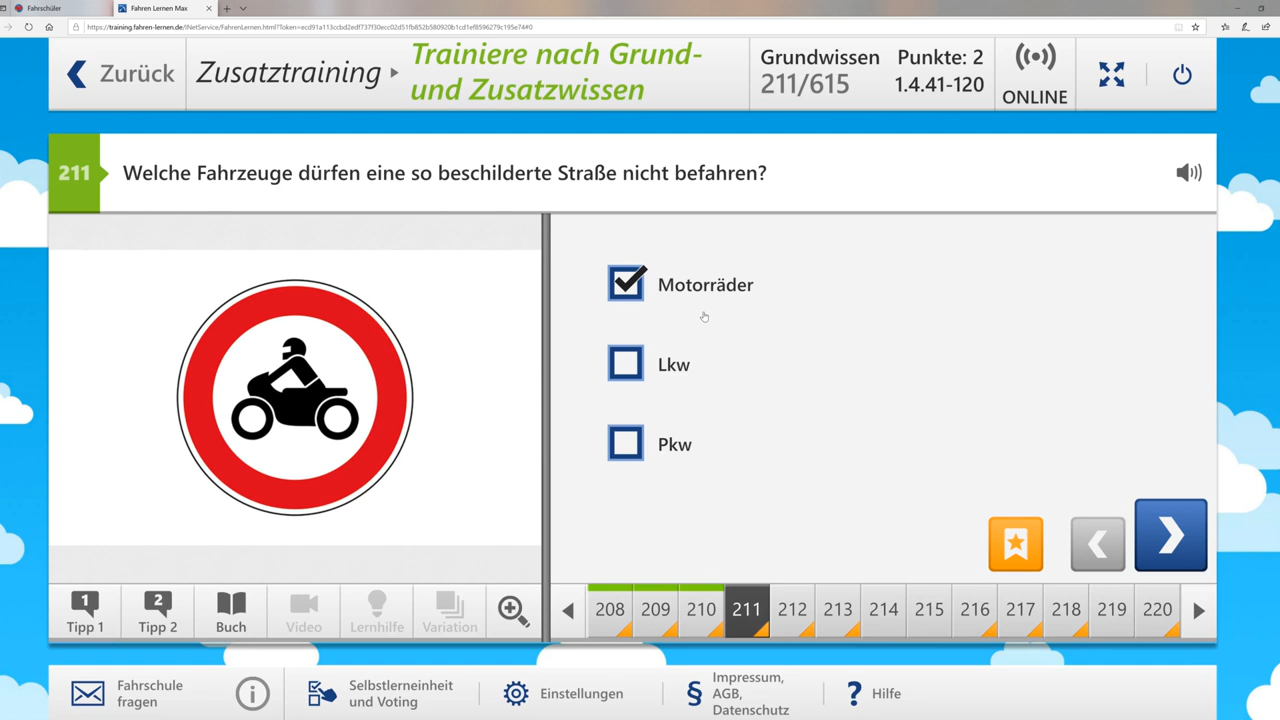 Fahrschüler
Fahren Lernen Max
https://training.fahren-lernen.de/INetService/FahrenLernen.html?Token=ecd91a113ccbd2edf737f30ecc02d51fb852b580920b1cd1ef8596279c195e74#0
Zurück
Zusatztraining
Trainiere nach Grund-
und Zusatzwissen
Grundwissen
211/615
Punkte: 2
1.4.41-120
ONLINE
211
Welche Fahrzeuge dürfen eine so beschilderte Straße nicht befahren?
Motorräder
Lkw
Pkw
1
Tipp 1
2
Tipp 2
Buch
Video
Lernhilfe
Variation
208 209 210 211 212 213 214 215 216 217 218 219 220
Fahrschule
fragen
Selbstlerneinheit
und Voting
Einstellungen
§
Impressum,
AGB,
Datenschutz
? Hilfe